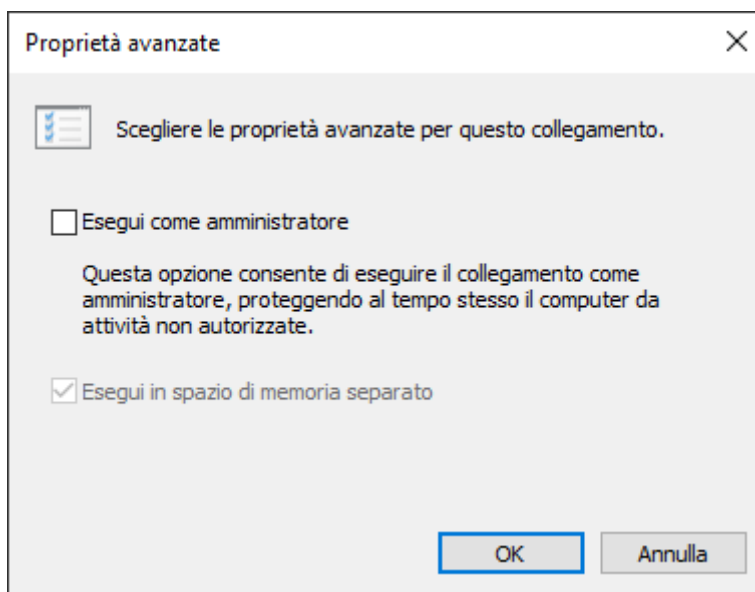 Proprietà avanzate
Scegliere le proprietà avanzate per questo collegamento.
Esegui come amministratore
Questa opzione consente di eseguire il collegamento come
amministratore, proteggendo al tempo stesso il computer da
attività non autorizzate.
Esegui in spazio di memoria separato
OK
Annulla